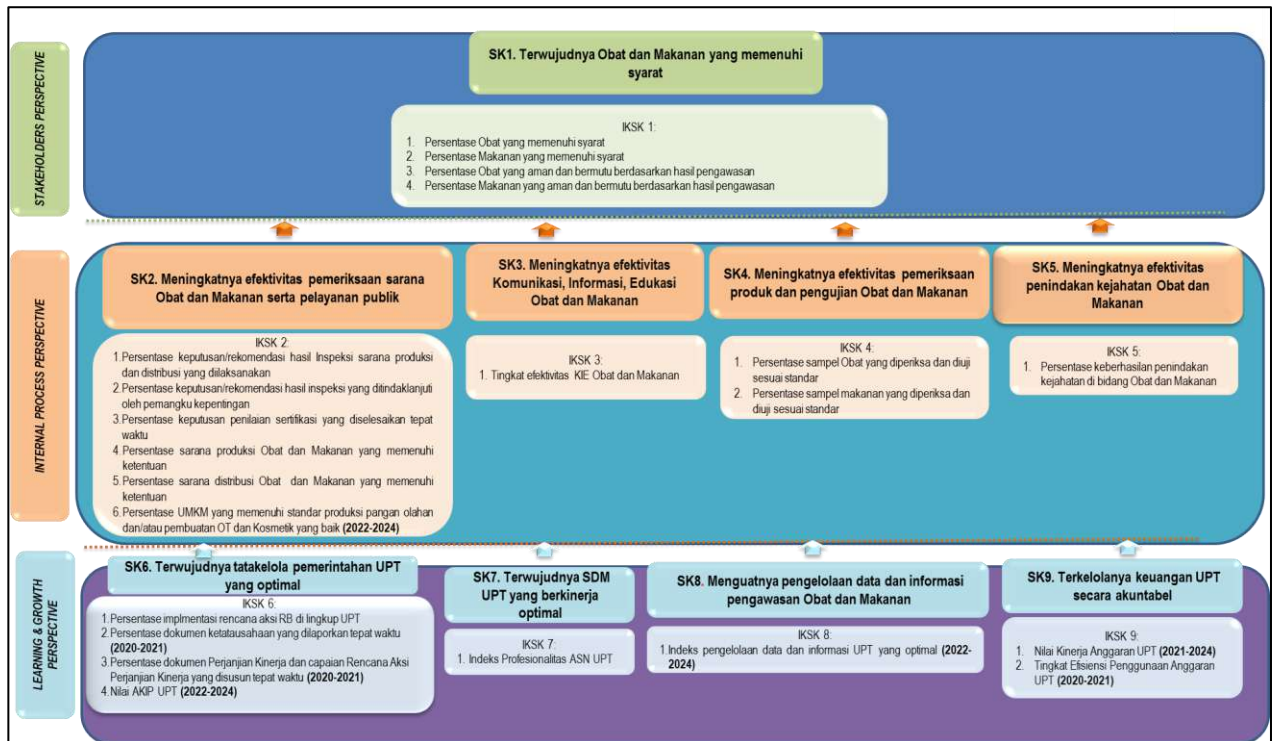 STAKEHOLDERS PERSPECTIVE
SK1. Terwujudnya Obat dan Makanan yang memenuhi
syarat
IKSK 1:
1. Persentase Obat yang memenuhi syarat
2. Persentase Makanan yang memenuhi syarat
3. Persentase Obat yang aman dan bermutu berdasarkan hasil pengawasan
4. Persentase Makanan yang aman dan bermutu berdasarkan hasil pengawasan
INTERNAL PROCESS PERSPECTIVE
SK2. Meningkatnya efektivitas pemeriksaan sarana
Obat dan Makanan serta pelayanan publik
IKSK 2:
1. Persentase keputusan/rekomendasi hasil Inspeksi sarana produksi
dan distribusi yang dilaksanakan
2. Persentase keputusan/rekomendasi hasil inspeksi yang ditindaklanjuti
oleh pemangku kepentingan
3. Persentase keputusan penilaian sertifikasi yang diselesaikan tepat
waktu
4. Persentase sarana produksi Obat dan Makanan yang memenuhi
ketentuan
5. Persentase sarana distribusi Obat dan Makanan yang memenuhi
ketentuan
6. Persentase UMKM yang memenuhi standar produksi pangan olahan
dan/atau pembuatan OT dan Kosmetik yang baik (2022-2024)
SK3. Meningkatnya efektivitas
Komunikasi, Informasi, Edukasi
Obat dan Makanan
IKSK 3:
1. Tingkat efektivitas KIE Obat dan Makanan
SK4. Meningkatnya efektivitas pemeriksaan
produk dan pengujian Obat dan Makanan
IKSK 4:
1. Persentase sampel Obat yang diperiksa dan diuji
sesuai standar
2. Persentase sampel makanan yang diperiksa dan
diuji sesuai standar
SK5. Meningkatnya efektivitas
penindakan kejahatan Obat dan
Makanan
IKSK 5:
1. Persentase keberhasilan penindakan
kejahatan di bidang Obat dan Makanan
LEARNING & GROWTH
PERSPECTIVE
SK6. Terwujudnya tatakelola pemerintahan UPT
yang optimal
IKSK 6:
1. Persentase implmentasi rencana aksi RB di lingkup UPT
2. Persentase dokumen ketatausahaan yang dilaporkan tepat waktu
(2020-2021)
3. Persentase dokumen Perjanjian Kinerja dan capaian Rencana Aksi
Perjanjian Kinerja yang disusun tepat waktu (2020-2021)
4. Nilai AKIP UPT (2022-2024)
SK7. Terwujudnya SDM
UPT yang berkinerja
optimal
IKSK 7:
1. Indeks Profesionalitas ASN UPT
SK8. Menguatnya pengelolaan data dan informasi
pengawasan Obat dan Makanan
IKSK 8:
1. Indeks pengelolaan data dan informasi UPT yang optimal (2022-
2024)
SK9. Terkelolanya keuangan UPT
secara akuntabel
IKSK 9:
1. Nilai Kinerja Anggaran UPT (2021-2024)
2. Tingkat Efisiensi Penggunaan Anggaran
UPT (2020-2021)